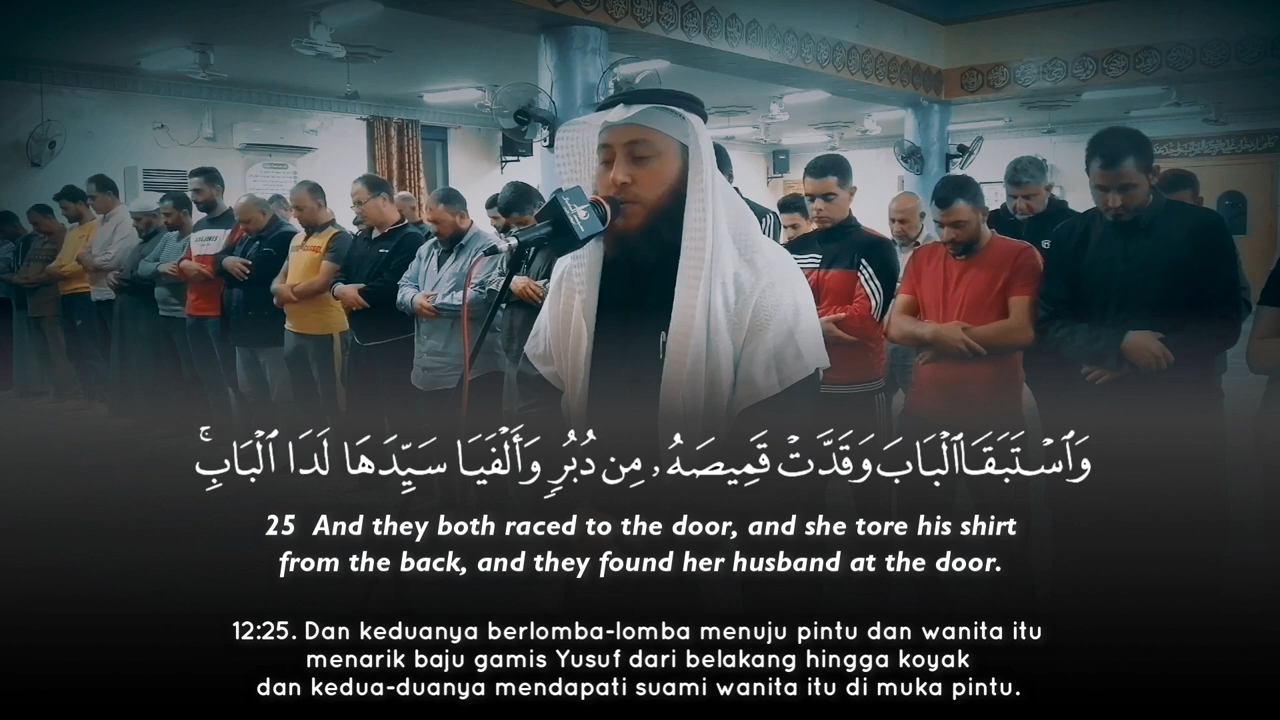 وَٱسۡتَبَقَا ٱلۡبَابَ وَقَدَّتۡ قَمِيصَهُۥ مِن دُبُرٖ وَأَلۡفَيَا سَيِّدَهَا لَدَا ٱلۡبَابِۚ
25 And they both raced to the door, and she tore his shirt
from the back, and they found her husband at the door.
12:25. Dan keduanya berlomba-lomba menuju pintu dan wanita itu
menarik baju gamis Yusuf dari belakang hingga koyak
dan kedua-duanya mendapati suami wanita itu di muka pintu.